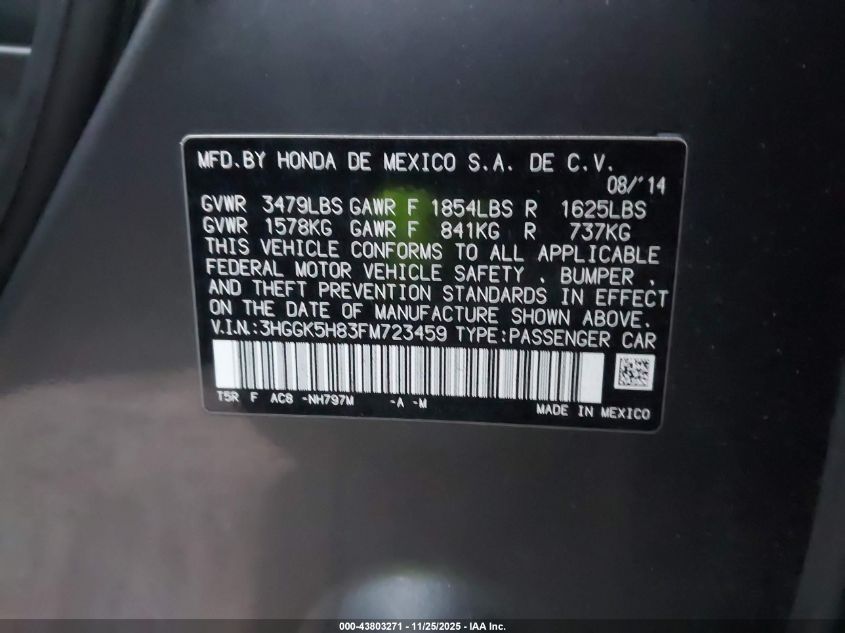 MFD.BY HONDA DE MEXICO S.A. DE C.V.
08/'14
GVWR 3479LBS GAWR F 1854LBS R 1625LBS
GVWR 1578KG GAWR F 841KG R 737KG
THIS VEHICLE CONFORMS TO ALL APPLICABLE
FEDERAL MOTOR VEHICLE SAFETY , BUMPER ,
AND THEFT PREVENTION STANDARDS IN EFFECT
ON THE DATE OF MANUFACTURE SHOWN ABOVE.
V.I.N.:3HGGK5H83FM723459 TYPE:PASSENGER CAR
T5R F AC8 -NH797M -A -M
MADE IN MEXICO
000-43803271 - 11/25/2025 - © IAA, Inc.